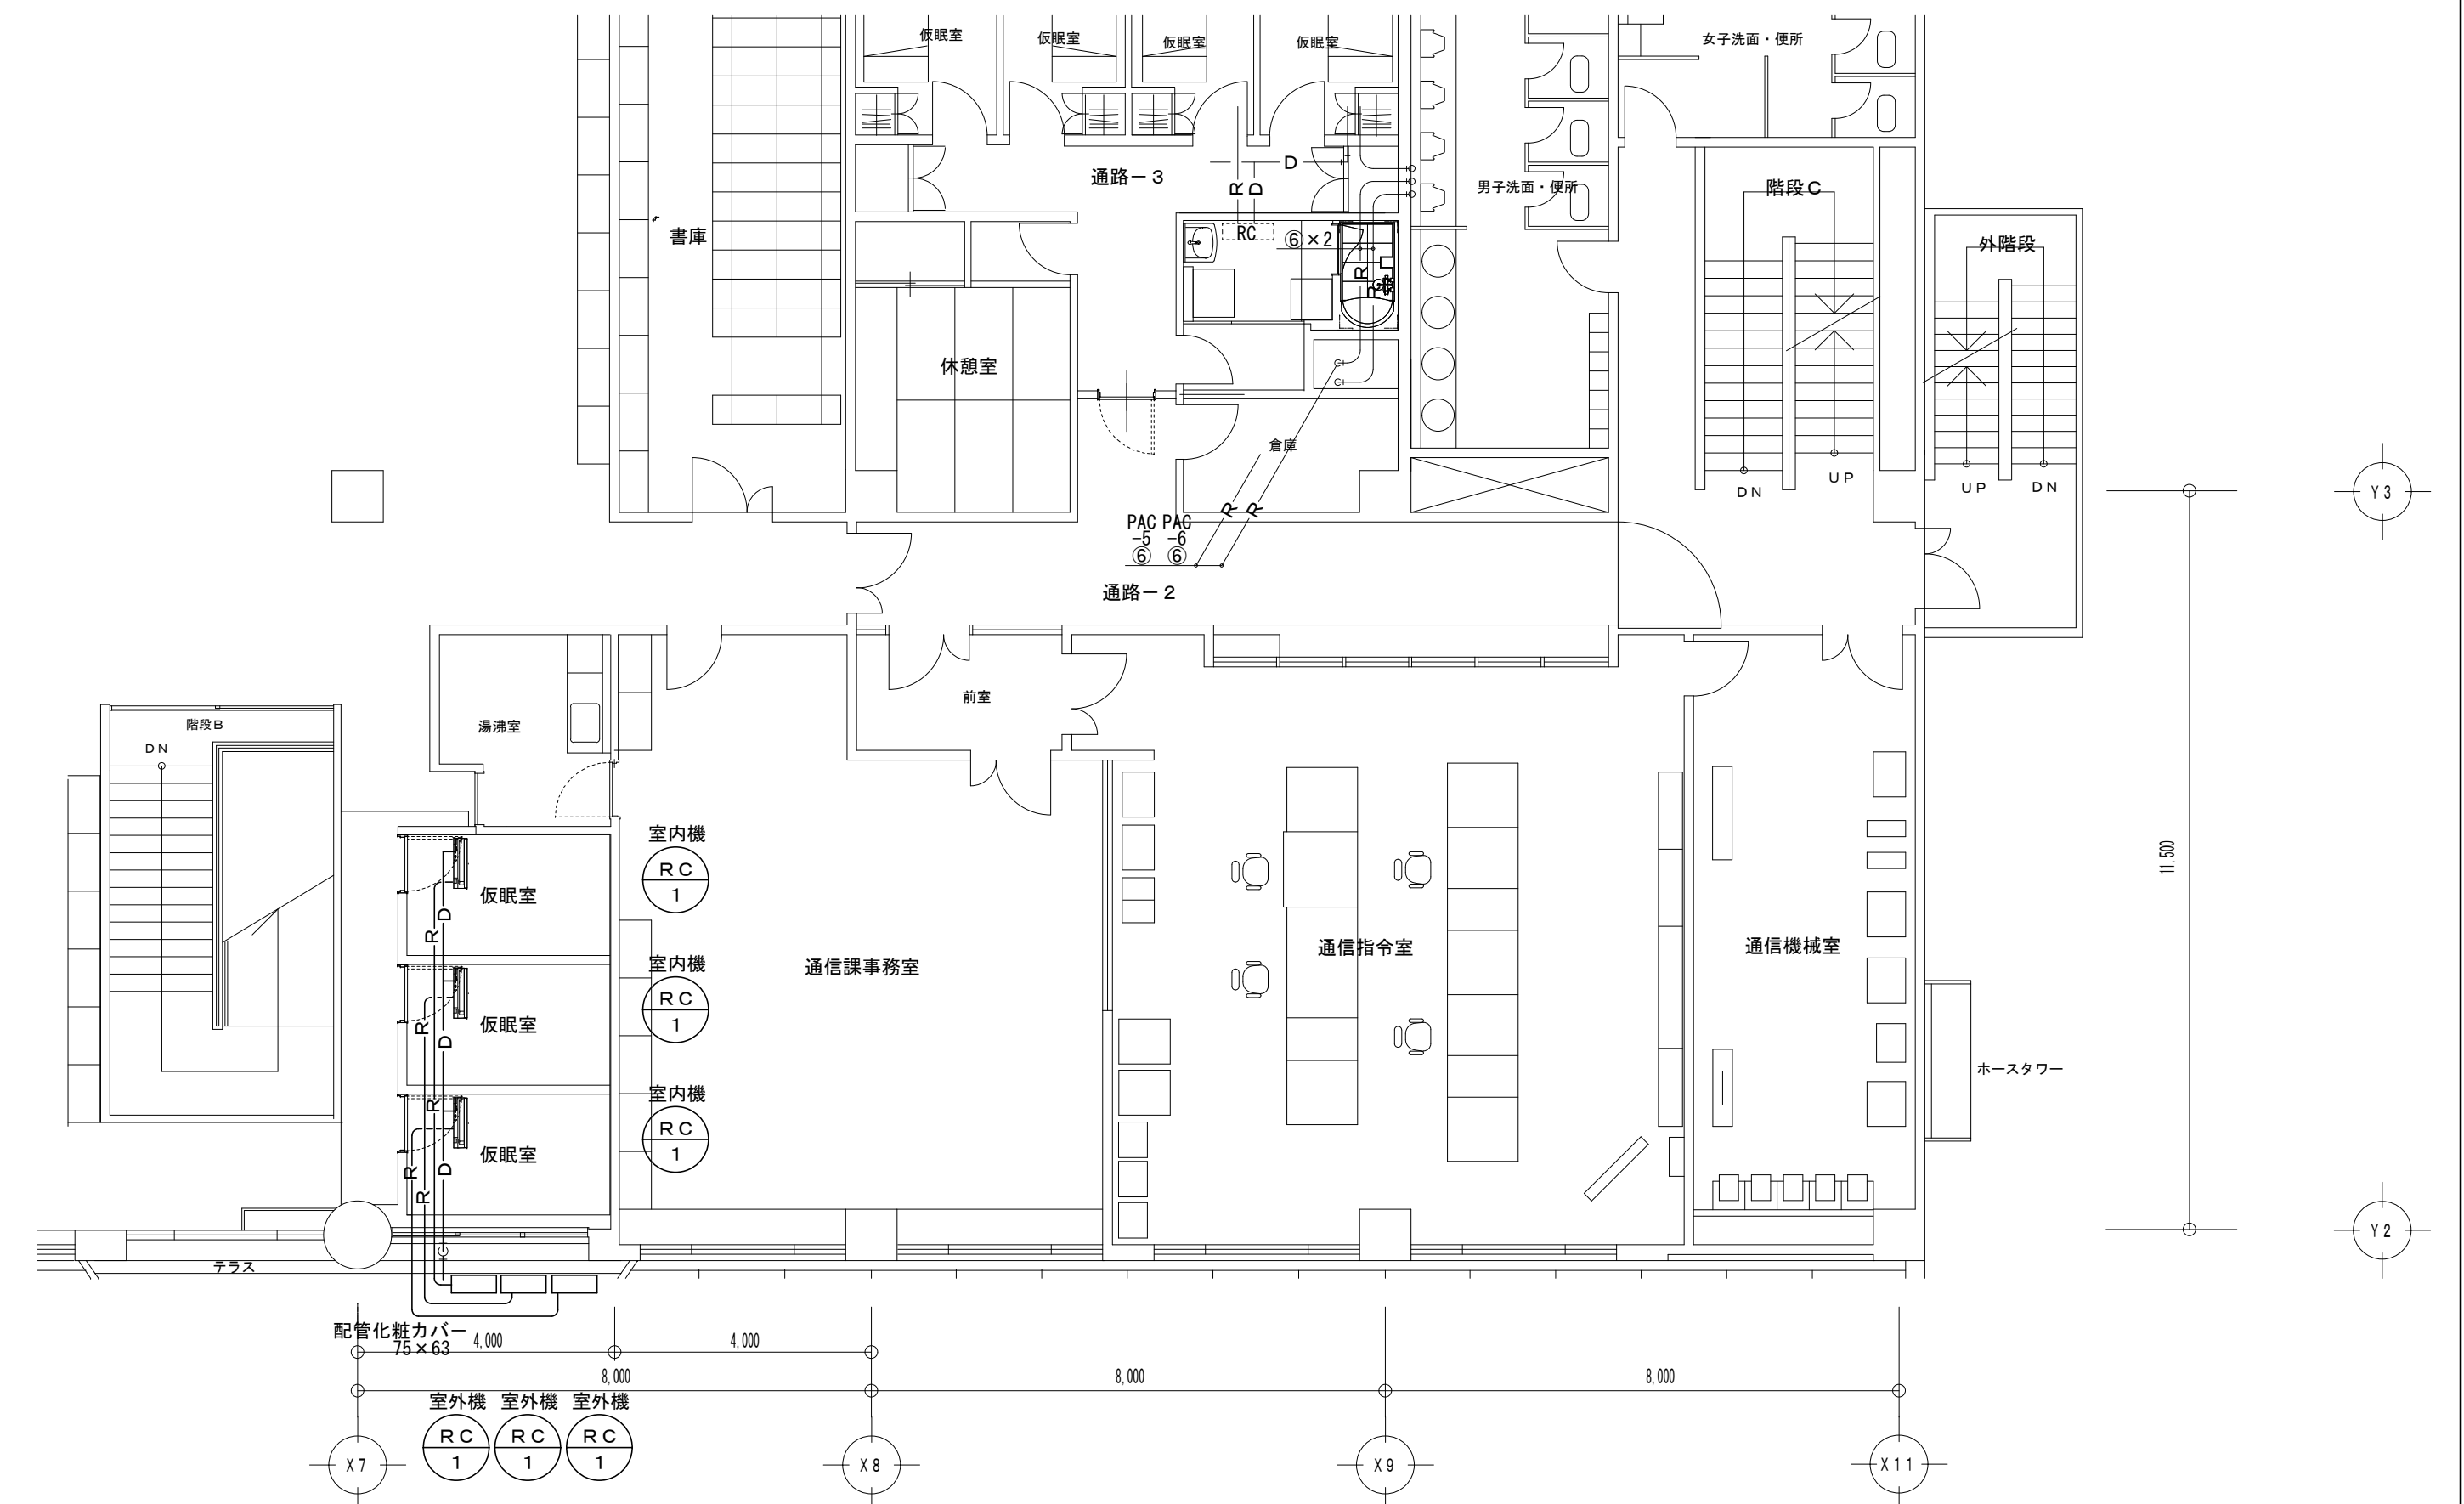 仮眠室
仮眠室
仮眠室
仮眠室
女子洗面・便所
通路－3
D
R
D
男子洗面・便所
階段C
書庫
RC
⑥×2
外階段
R
R
休憩室
倉庫
DN
UP
UP
DN
Y3
R
R
PAC PAC
-5 -6
⑥ ⑥
通路－2
前室
階段B
湯沸室
DN
室内機
RC
1
11,500
仮眠室
D
R
通信課事務室
通信指令室
通信機械室
室内機
RC
1
仮眠室
R
D
ホースタワー
室内機
RC
1
R
仮眠室
R
D
R
Y2
テラス
配管化粧カバー
75×63
4,000
4,000
8,000
8,000
8,000
室外機 室外機 室外機
RC RC RC
1 1 1
X7
X8
X9
X11